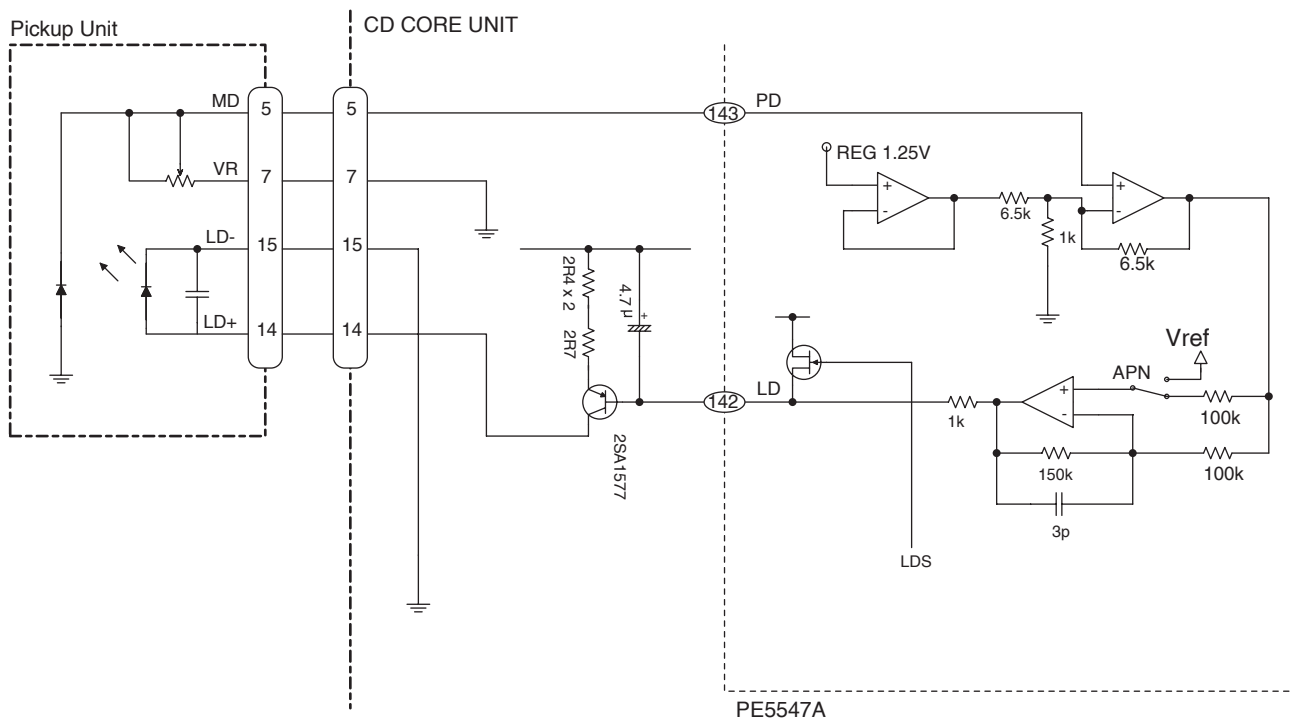 Pickup Unit
CD CORE UNIT
MD
5
5
143
PD
REG 1.25V
+
-
+
-
6.5k
1k
6.5k
VR
7
7
LD-
15
15
2R4 x 2
4.7 µ
+
2R7
LD+
14
14
Vref
APN
LD
142
1k
+
-
100k
150k
100k
3p
2SA1577
LDS
PE5547A